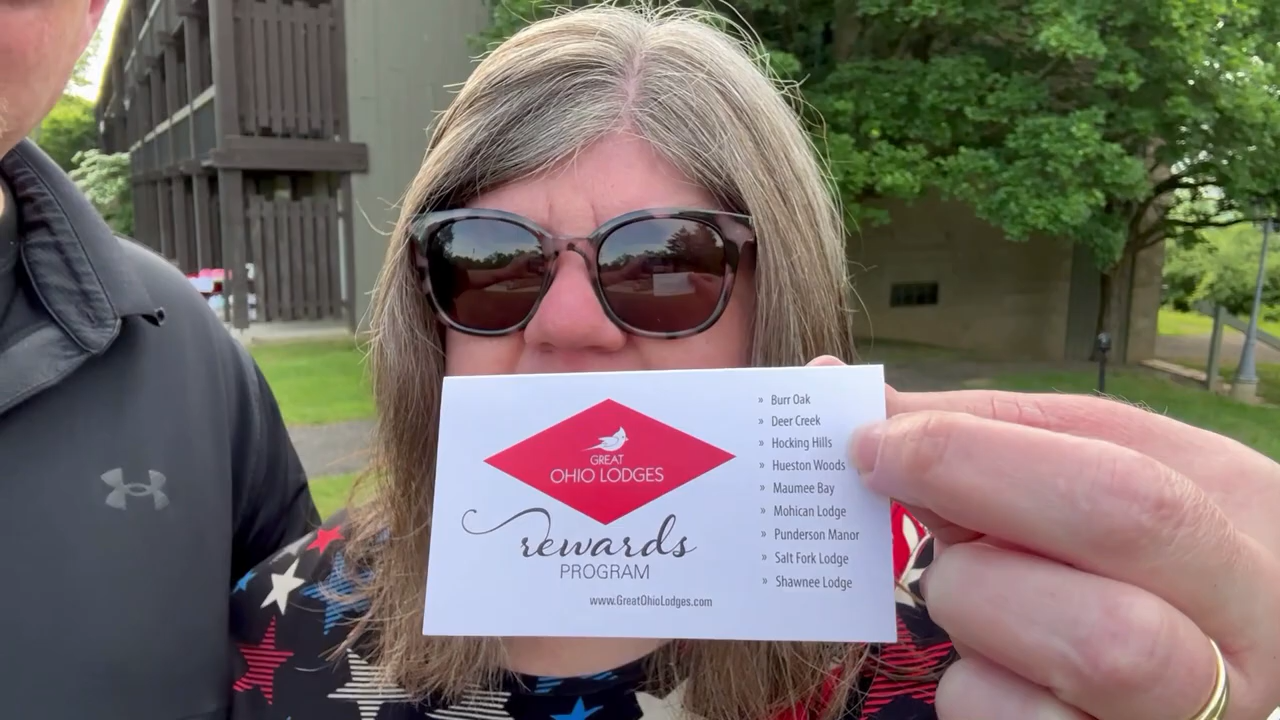 GREAT
OHIO LODGES
rewards
PROGRAM
www.GreatOhioLodges.com
» Burr Oak
» Deer Creek
» Hocking Hills
» Hueston Woods
» Maumee Bay
» Mohican Lodge
» Punderson Manor
» Salt Fork Lodge
» Shawnee Lodge